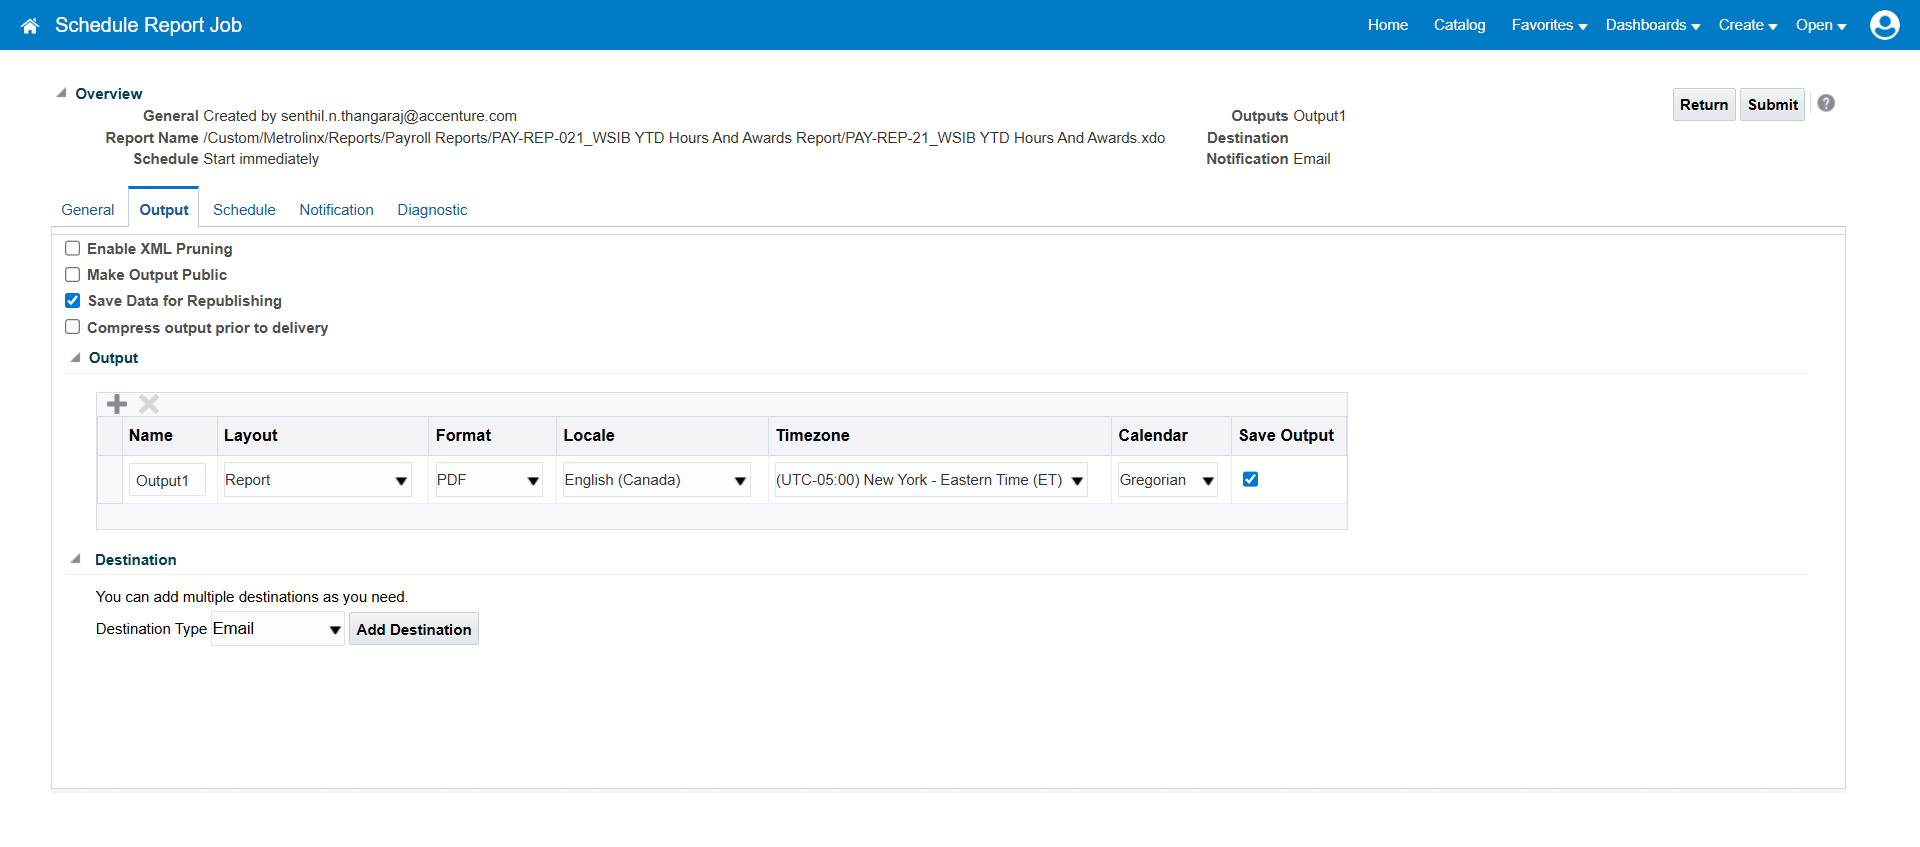 Schedule Report Job
Home Catalog Favorites Dashboards Create Open
Overview
Return Submit ?
General Created by senthil.n.thangaraj@accenture.com
Report Name /Custom/Metrolinx/Reports/Payroll Reports/PAY-REP-021_WSIB YTD Hours And Awards Report/PAY-REP-21_WSIB YTD Hours And Awards.xdo
Schedule Start immediately
Outputs Output1
Destination
Notification Email
General Output Schedule Notification Diagnostic
Enable XML Pruning
Make Output Public
Save Data for Republishing
Compress output prior to delivery
Output
Name Layout Format Locale Timezone Calendar Save Output
Output1 Report PDF English (Canada) (UTC-05:00) New York - Eastern Time (ET) Gregorian
Destination
You can add multiple destinations as you need.
Destination Type Email Add Destination